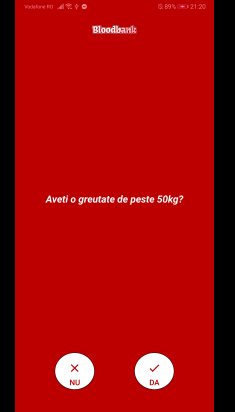 Vodafone RO 89% 21:20
Bloodbank
Aveti o greutate de peste 50kg?
NU DA